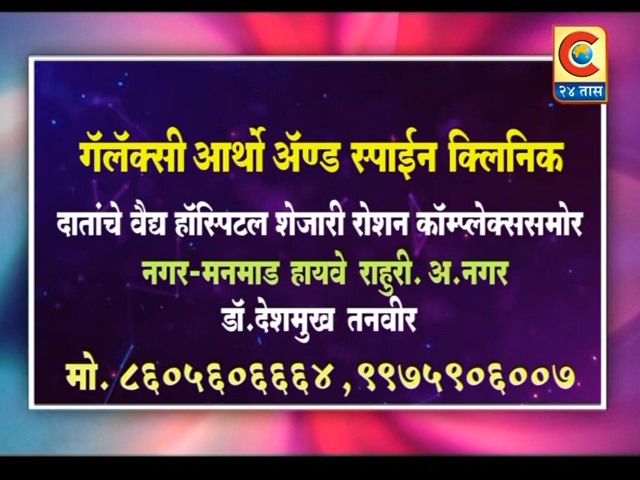 C
२४ तास
गॅलॅक्सी आर्थो ॲण्ड स्पाईन क्लिनिक
दातांचे वैद्य हॉस्पिटल शेजारी रोशन कॉम्प्लेक्ससमोर
नगर-मनमाड हायवे राहुरी. अ.नगर
डॉ.देशमुख तनवीर
मो. ८६०५६०६६६४,९९७५९०६००७